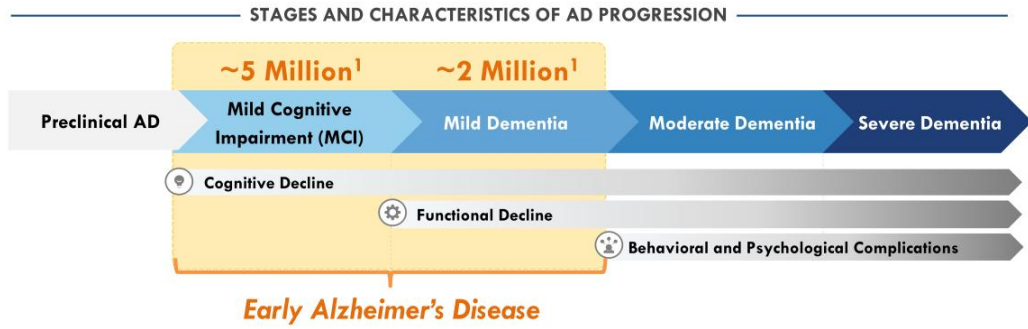 STAGES AND CHARACTERISTICS OF AD PROGRESSION
~5 Million¹
~2 Million¹
Preclinical AD
Mild Cognitive
Impairment (MCI)
Mild Dementia
Moderate Dementia
Severe Dementia
Cognitive Decline
Functional Decline
Behavioral and Psychological Complications
Early Alzheimer's Disease